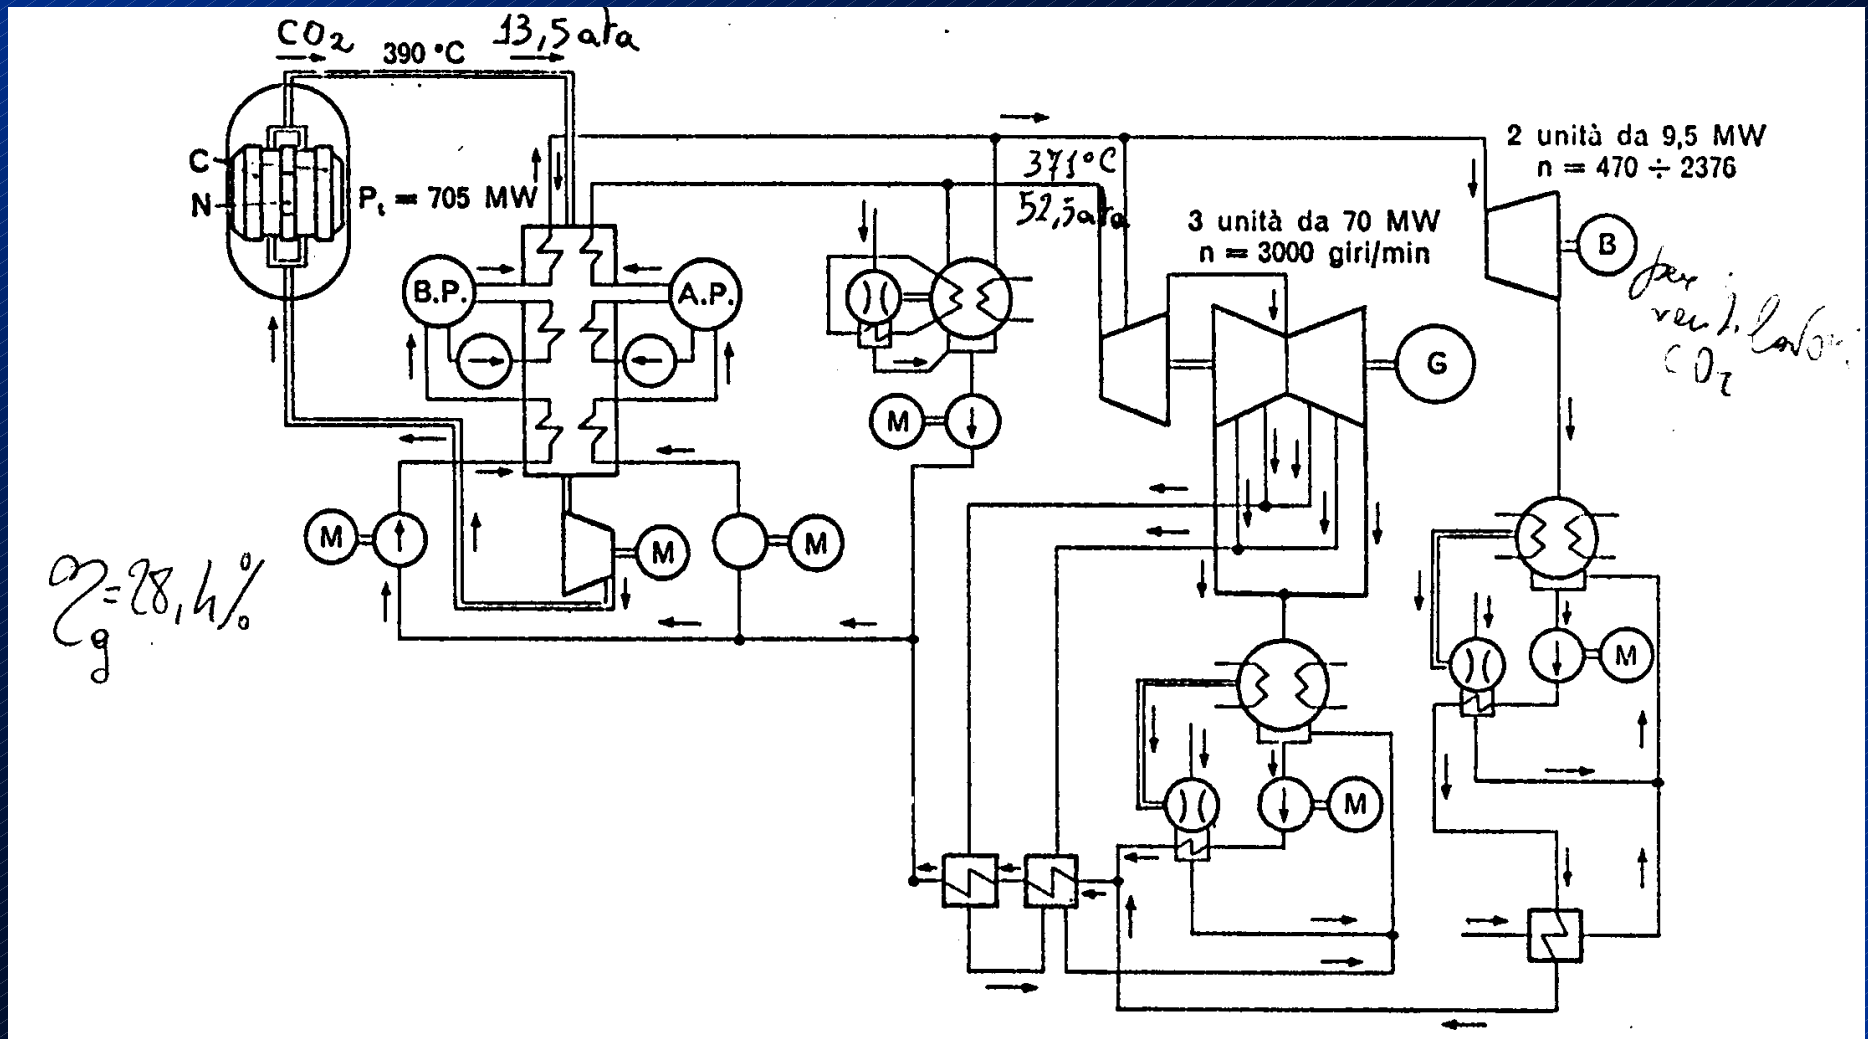 CO2 390 °C 13,5 ata
C
N
Pt = 705 MW
371°C
52,5 ata
2 unità da 9,5 MW
n = 470 ÷ 2376
3 unità da 70 MW
n = 3000 giri/min
B
per
ventilatori
CO2
B.P.
A.P.
G
M
M
M
M
M
M
ηg = 28,4%